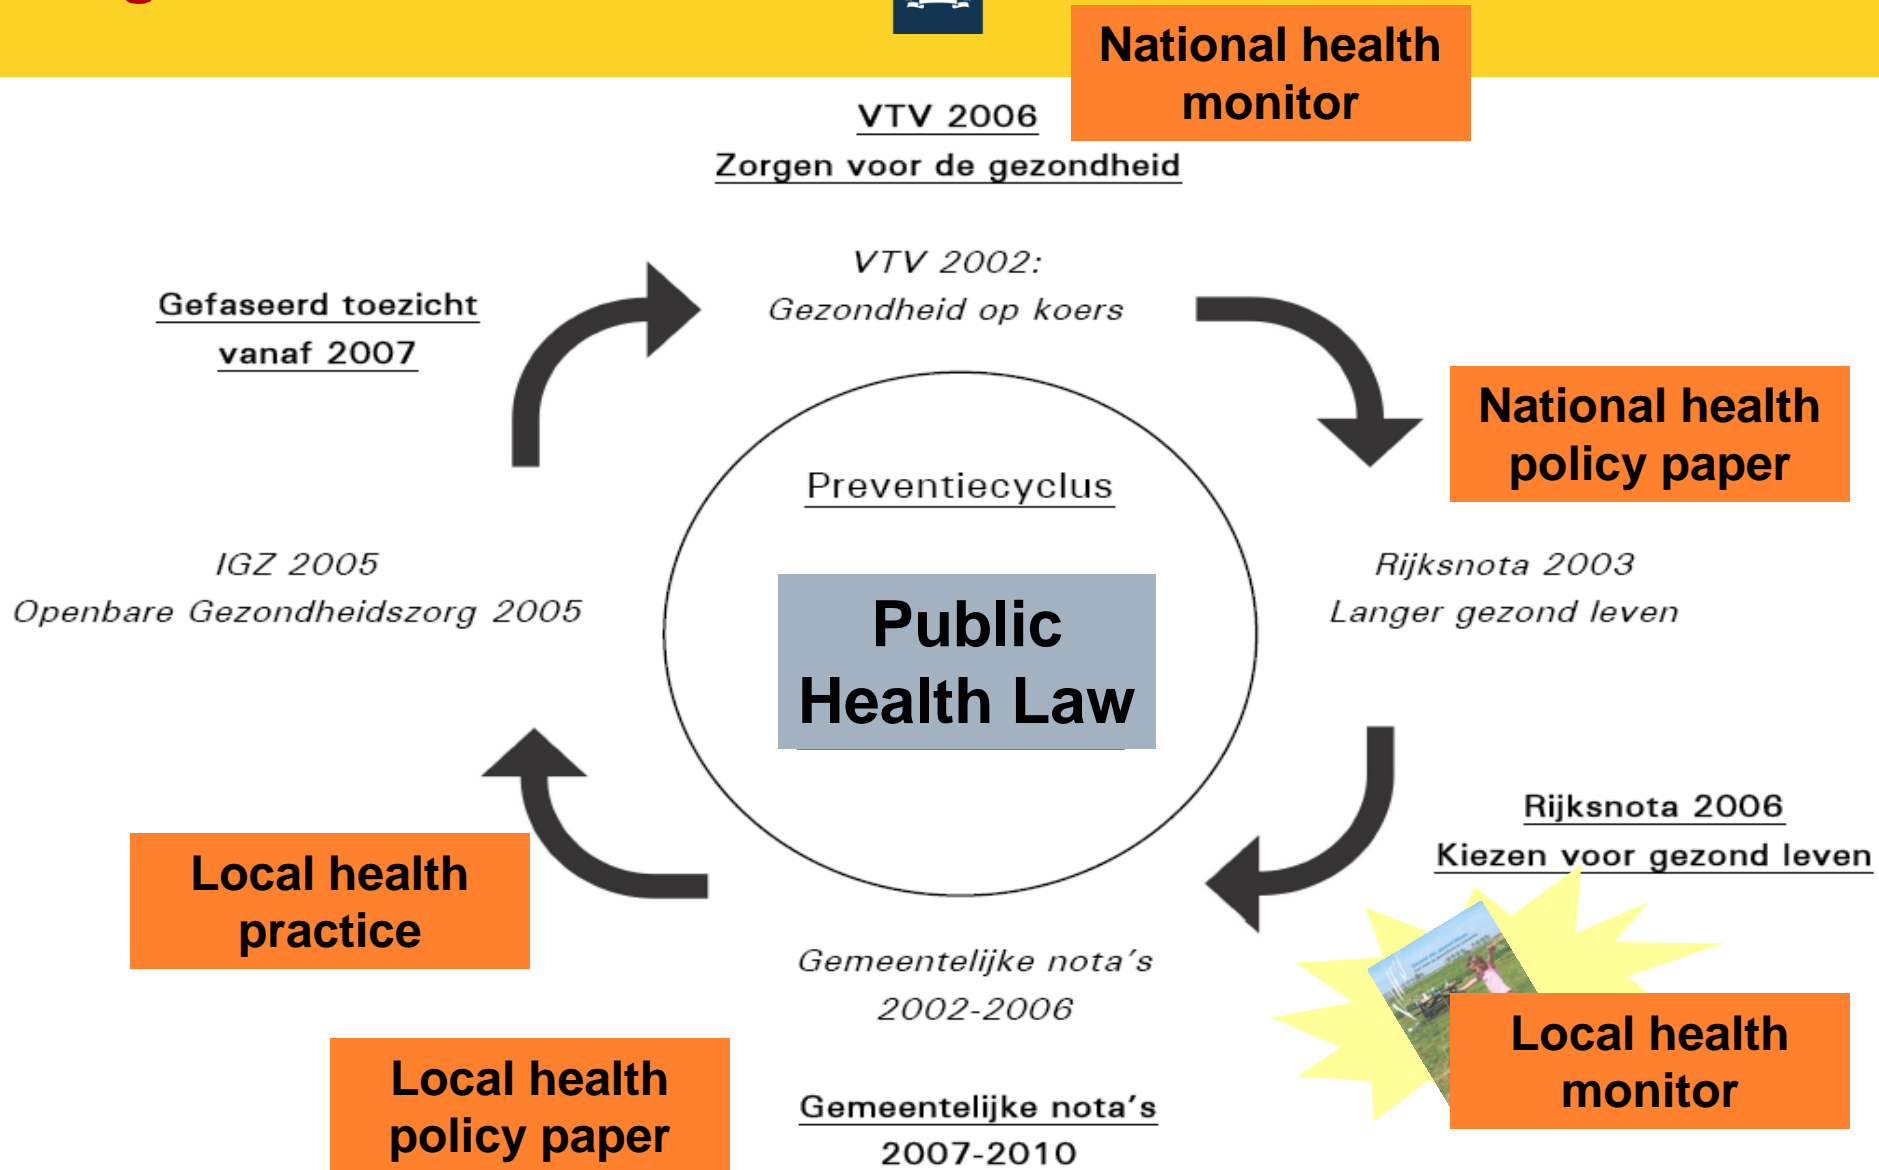 National health
monitor
VTV 2006
Zorgen voor de gezondheid
VTV 2002:
Gezondheid op koers
Gefaseerd toezicht
vanaf 2007
National health
policy paper
Preventiecyclus
IGZ 2005
Openbare Gezondheidszorg 2005
Public
Health Law
Rijksnota 2003
Langer gezond leven
Rijksnota 2006
Kiezen voor gezond leven
Local health
practice
Gemeentelijke nota's
2002-2006
Local health
monitor
Local health
policy paper
Gemeentelijke nota's
2007-2010